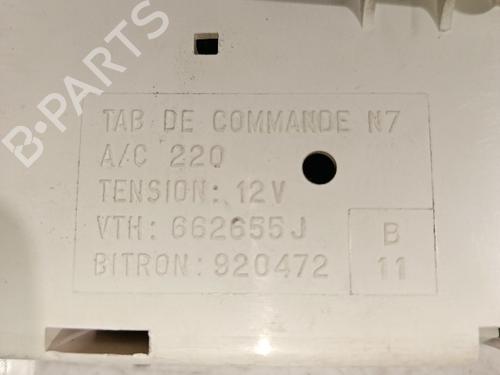 B-PARTS
TAB DE COMMANDE N7
A/C 220
TENSION: 12V
VTH: 662655J
BITRON: 920472
B
11